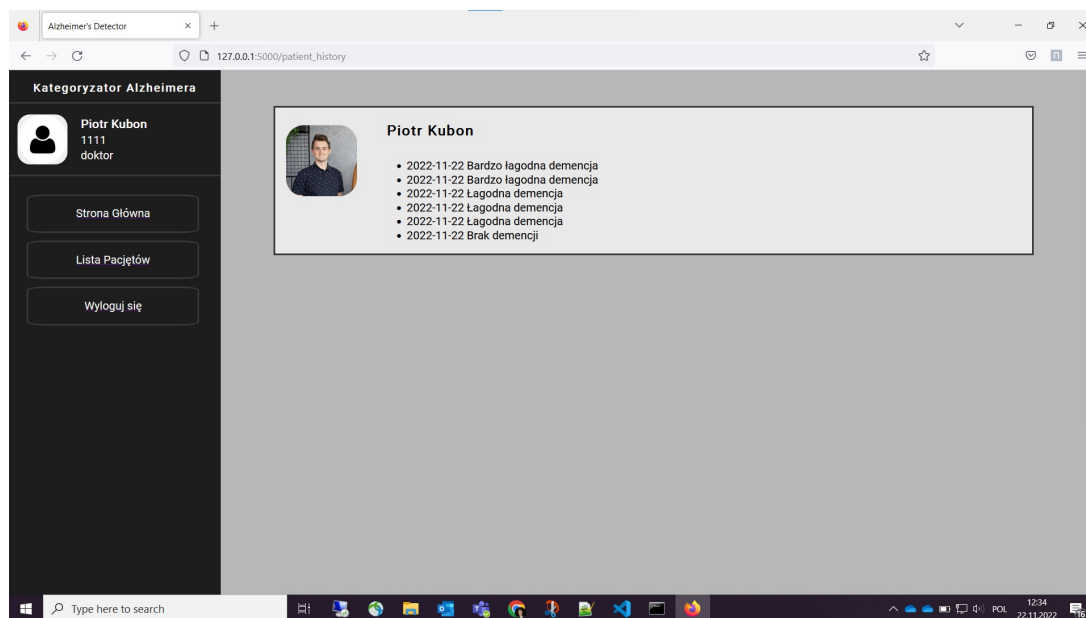 Alzheimer's Detector
127.0.0.1:5000/patient_history
Kategoryzator Alzheimera
Piotr Kubon
1111
doktor
Strona Główna
Lista Pacjętów
Wyloguj się
Piotr Kubon
2022-11-22 Bardzo łagodna demencja
2022-11-22 Bardzo łagodna demencja
2022-11-22 Łagodna demencja
2022-11-22 Łagodna demencja
2022-11-22 Łagodna demencja
2022-11-22 Brak demencji
Type here to search
POL
12:34
22.11.2022
16